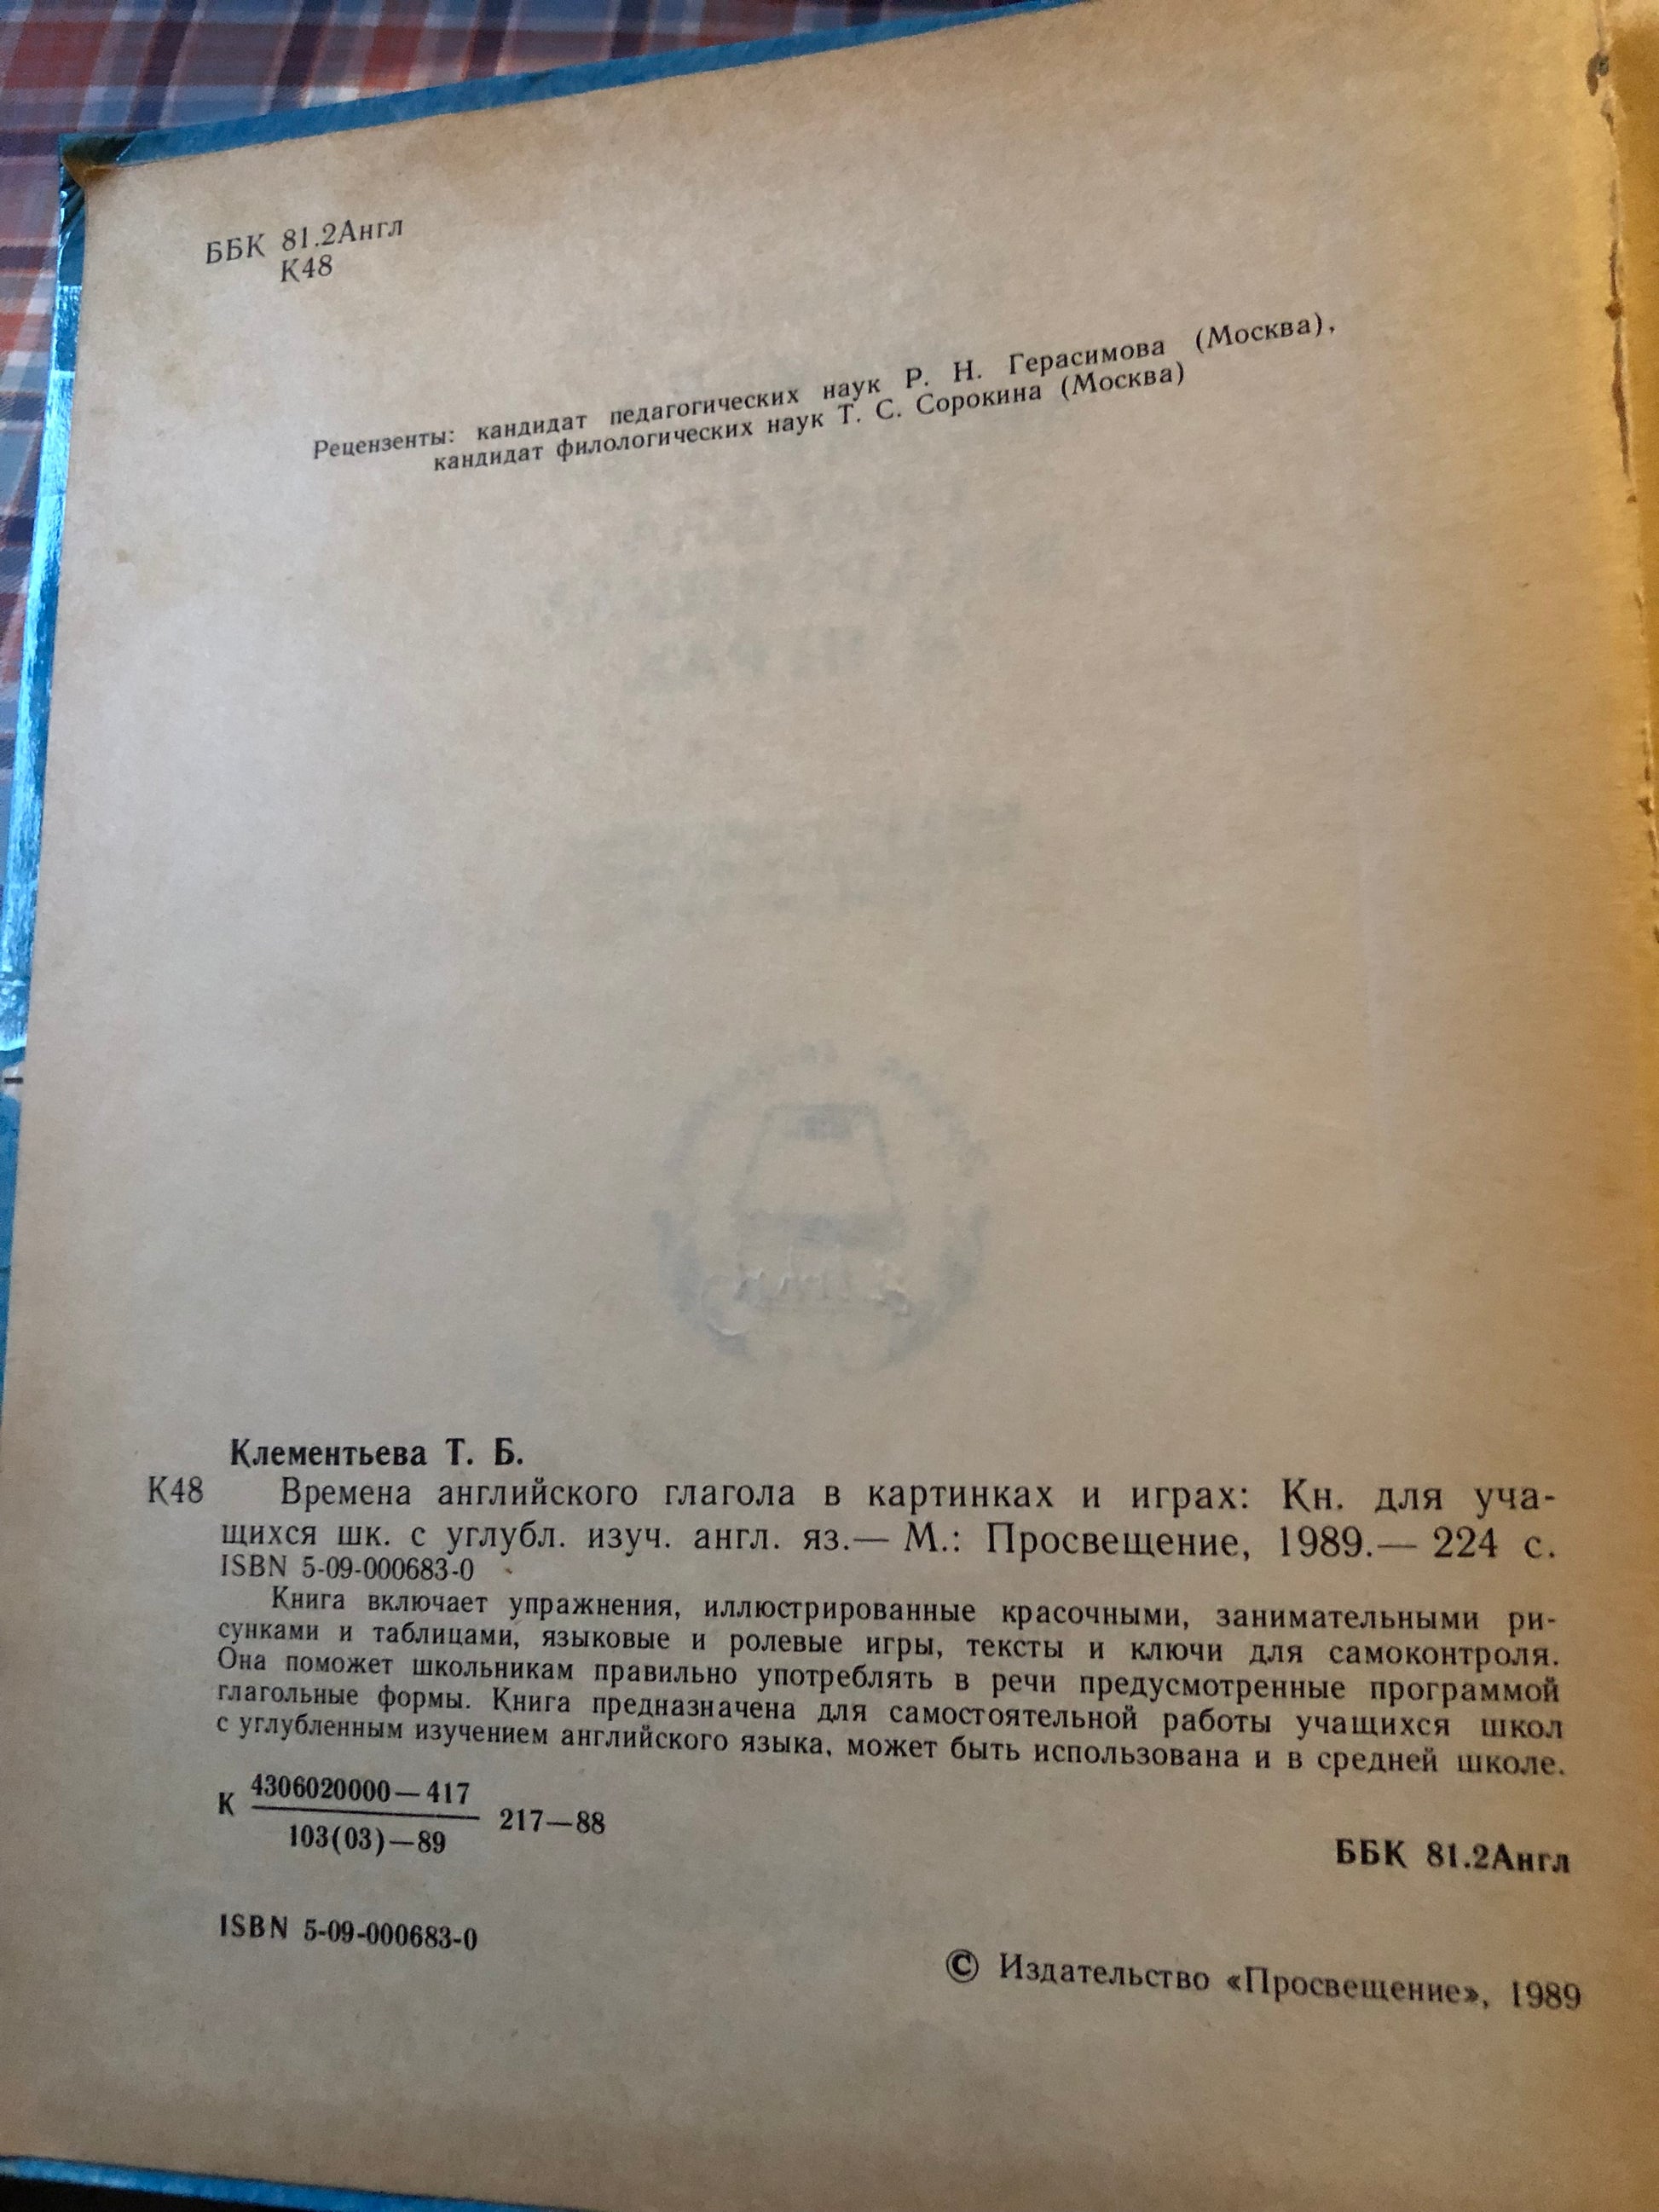 ББК 81.2Англ
К48
Рецензенты: кандидат педагогических наук Р. Н. Герасимова (Москва),
кандидат филологических наук Т. С. Сорокина (Москва)
Клементьева Т. Б.
К48 Времена английского глагола в картинках и играх: Кн. для уча-
щихся шк. с углубл. изуч. англ. яз.— М.: Просвещение, 1989.— 224 с.
ISBN 5-09-000683-0
Книга включает упражнения, иллюстрированные красочными, занимательными ри-
сунками и таблицами, языковые и ролевые игры, тексты и ключи для самоконтроля.
Она поможет школьникам правильно употреблять в речи предусмотренные программой
глагольные формы. Книга предназначена для самостоятельной работы учащихся школ
с углубленным изучением английского языка, может быть использована и в средней школе.
4306020000—417
К 217—88
103(03)—89
ББК 81.2Англ
ISBN 5-09-000683-0
© Издательство «Просвещение», 1989